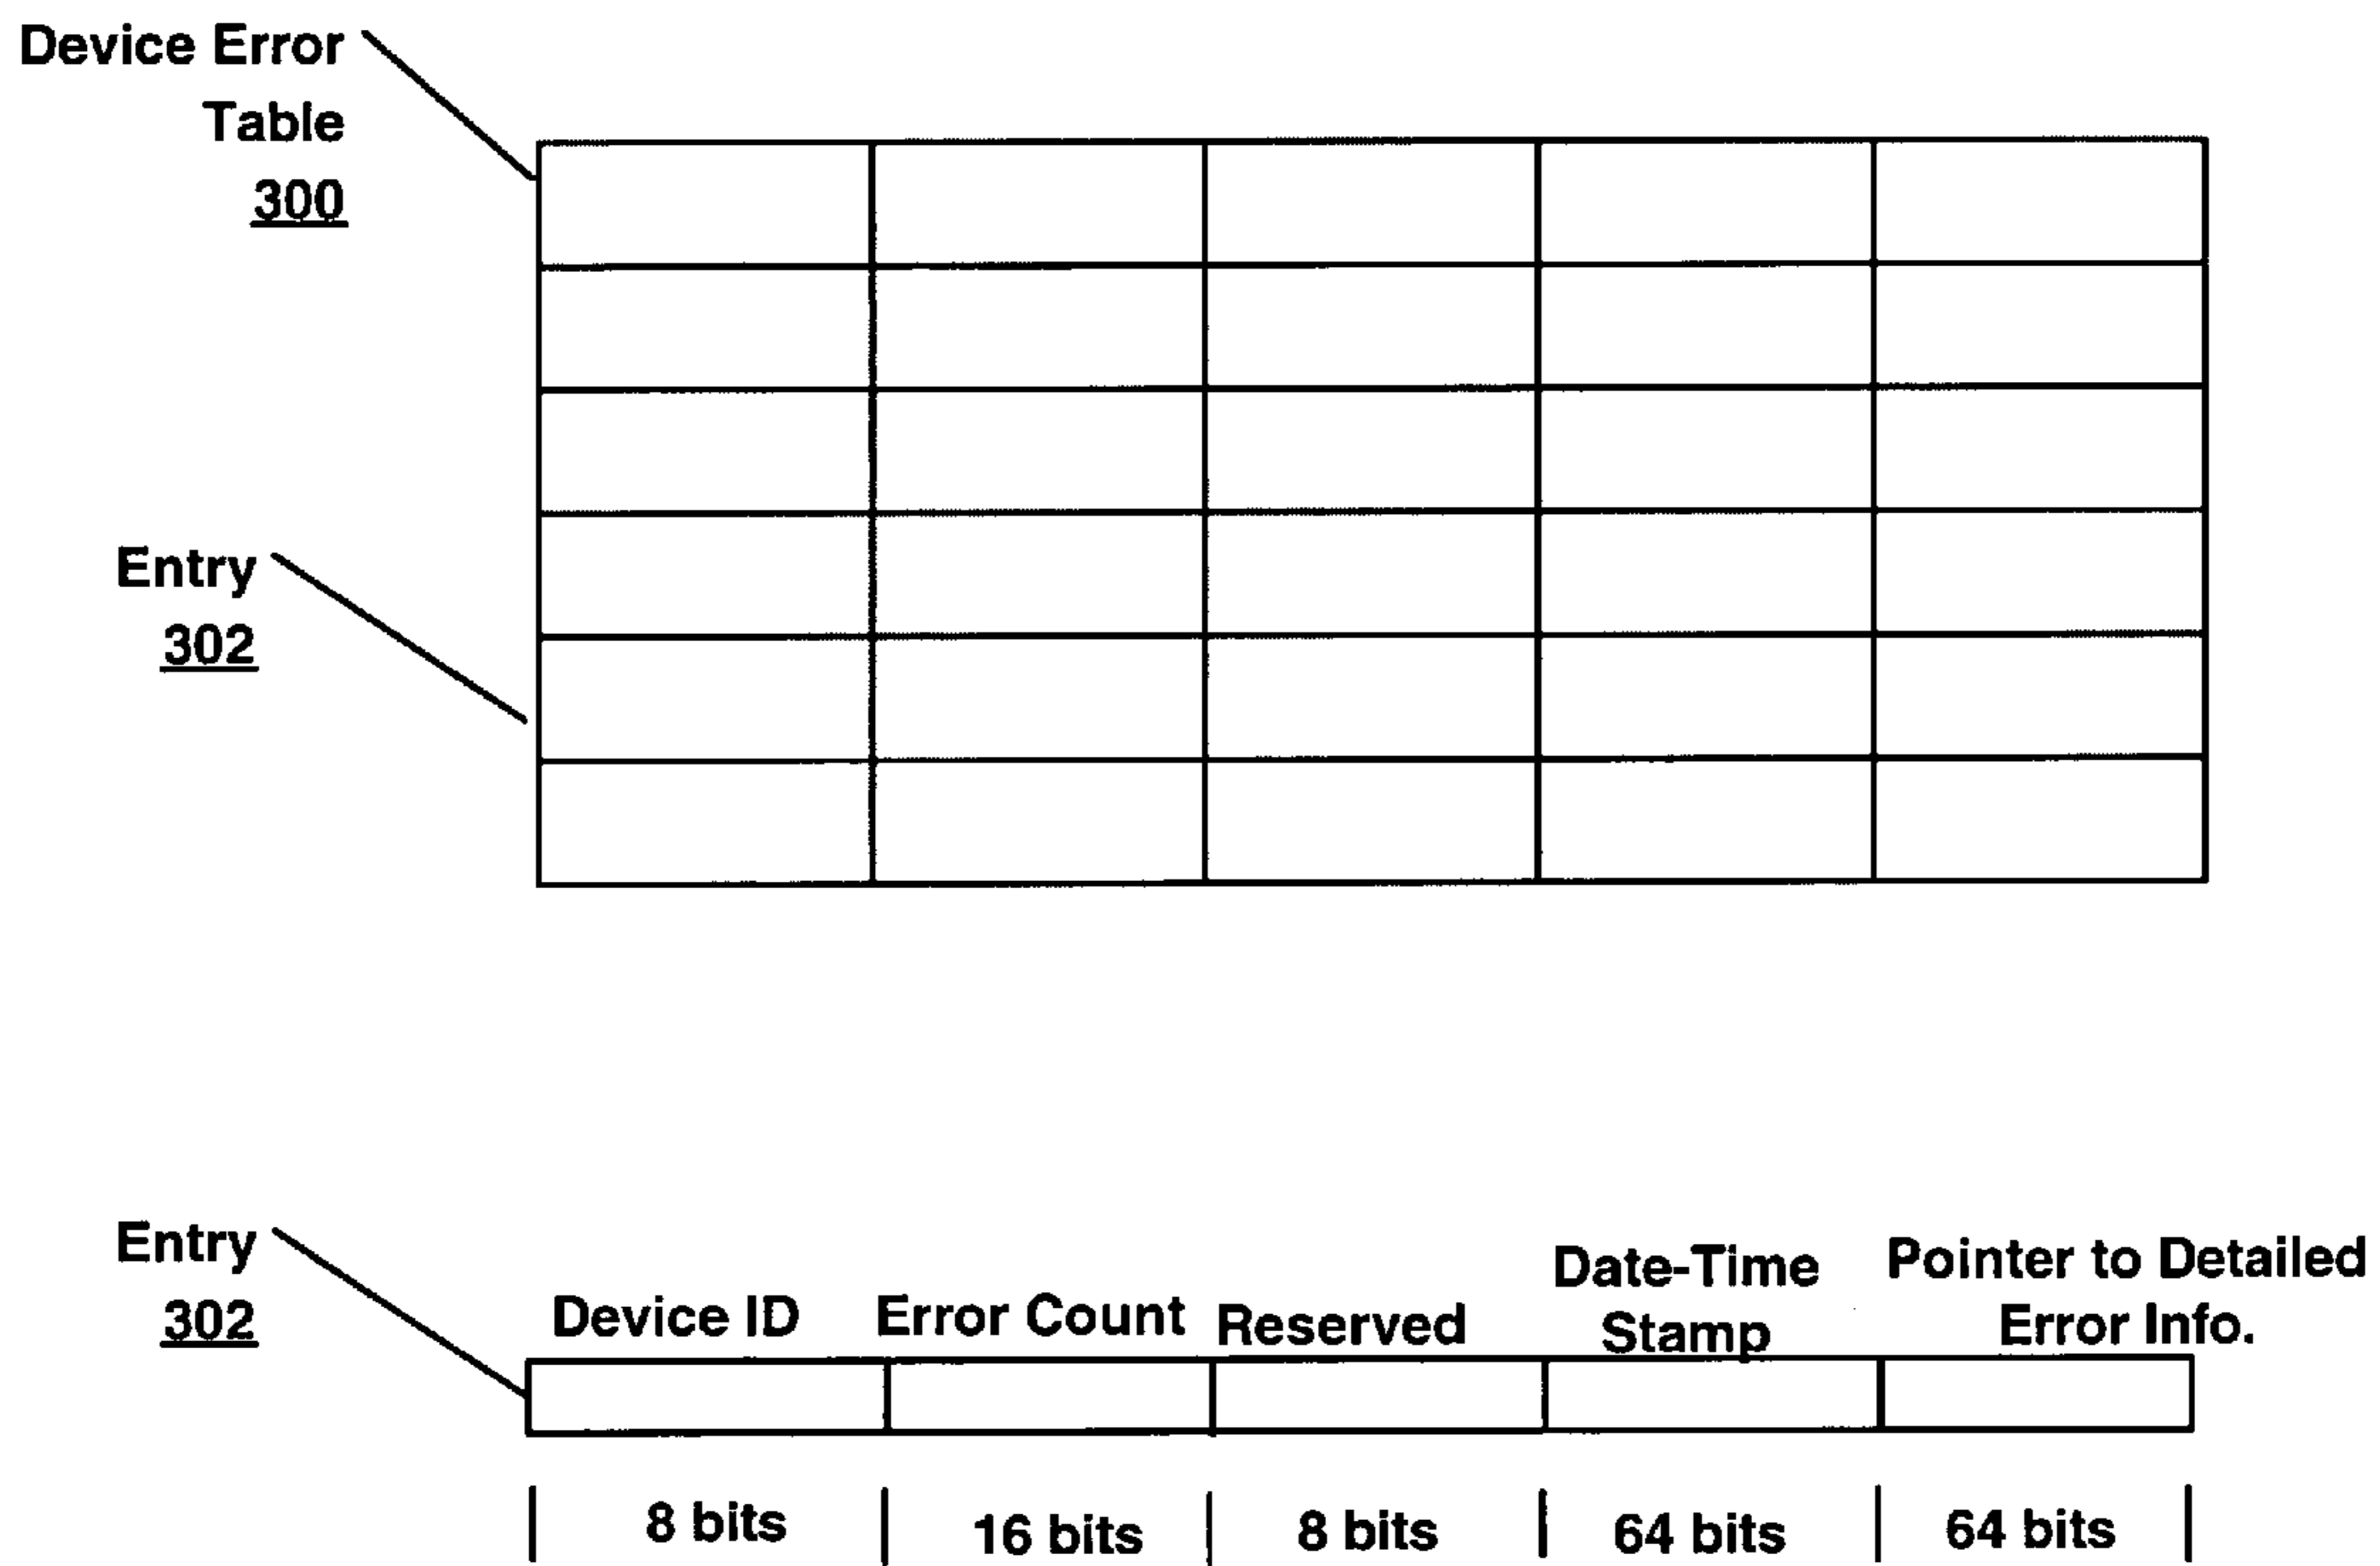 Device Error
Table
300
Entry
302
Entry
302
Device ID
Error Count
Reserved
Date-Time
Stamp
Pointer to Detailed
Error Info.
8 bits
16 bits
8 bits
64 bits
64 bits